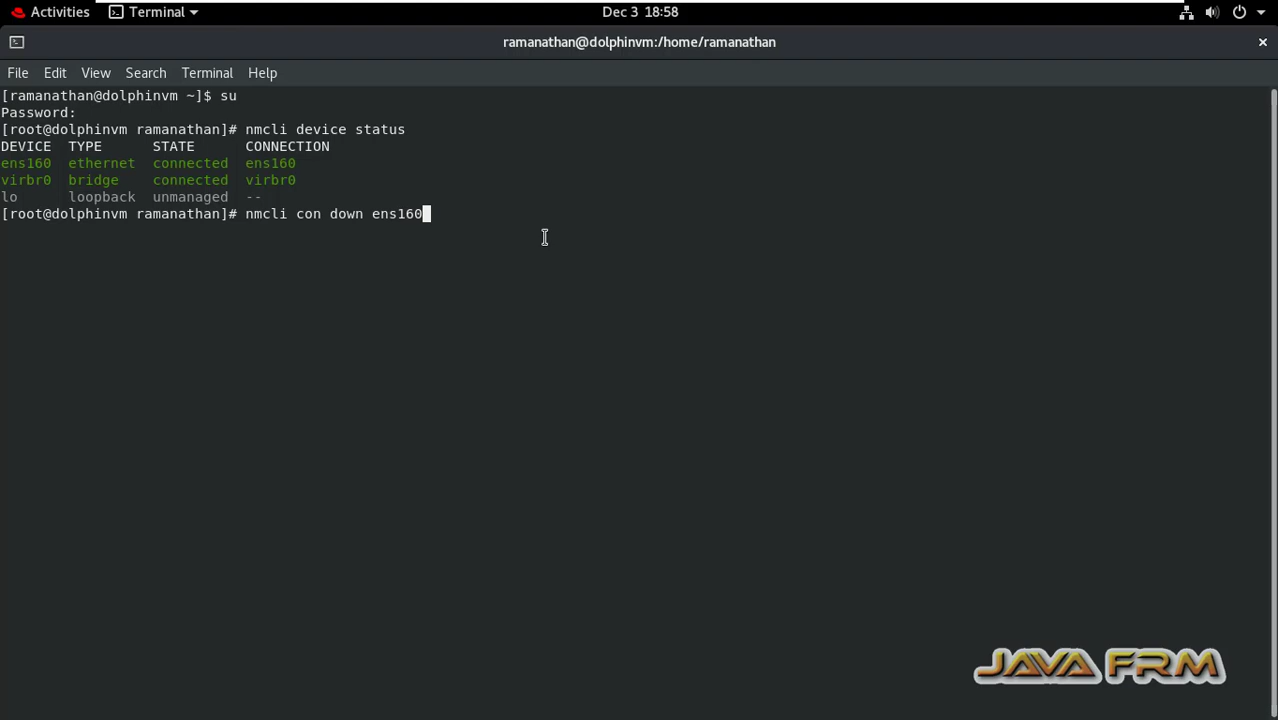 Activities Terminal Dec 3 18:58
ramanathan@dolphinvm:/home/ramanathan
File Edit View Search Terminal Help
[ramanathan@dolphinvm ~]$ su
Password:
[root@dolphinvm ramanathan]# nmcli device status
DEVICE TYPE STATE CONNECTION
ens160 ethernet connected ens160
virbr0 bridge connected virbr0
lo loopback unmanaged --
[root@dolphinvm ramanathan]# nmcli con down ens160
JAVA FRM